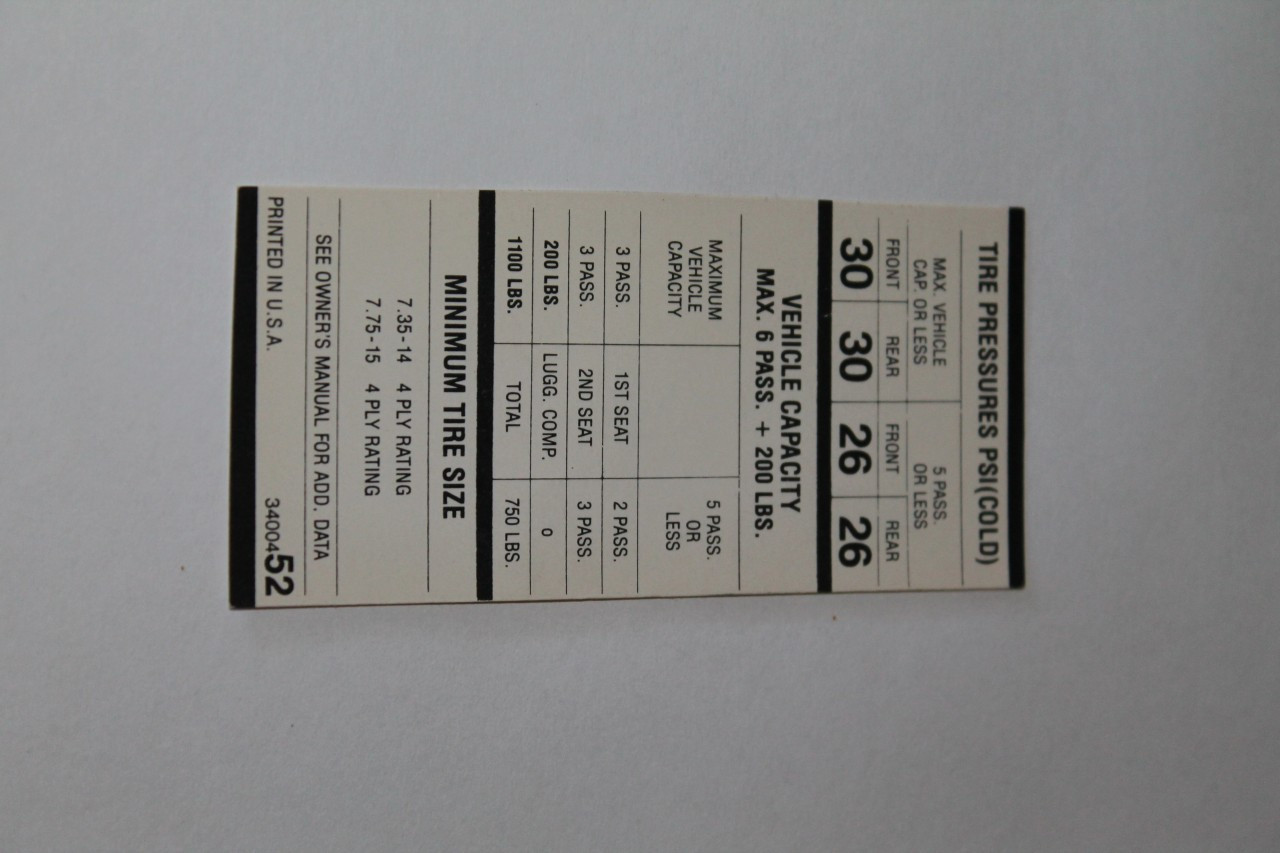 TIRE PRESSURES PSI(COLD)
MAX. VEHICLE CAP. OR LESS
5 PASS. OR LESS
FRONT REAR FRONT REAR
30 30 26 26
VEHICLE CAPACITY
MAX. 6 PASS. + 200 LBS.
MAXIMUM VEHICLE CAPACITY
5 PASS. OR LESS
3 PASS. 1ST SEAT 2 PASS.
3 PASS. 2ND SEAT 3 PASS.
200 LBS. LUGG. COMP. 0
1100 LBS. TOTAL 750 LBS.
MINIMUM TIRE SIZE
7.35-14 4 PLY RATING
7.75-15 4 PLY RATING
SEE OWNER'S MANUAL FOR ADD. DATA
PRINTED IN U.S.A. 3400452